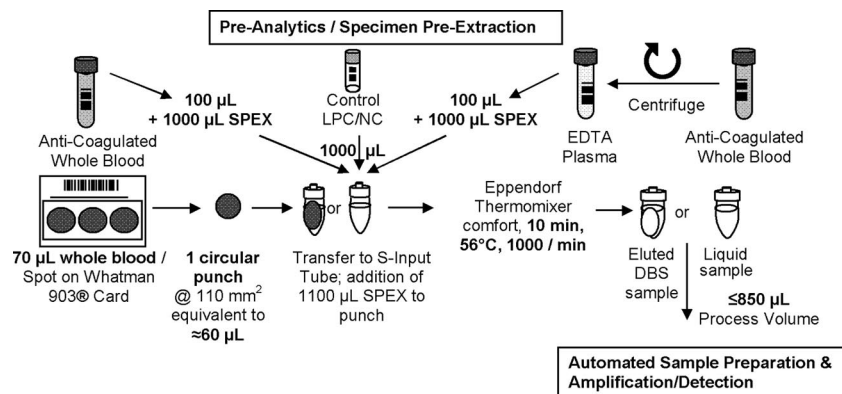 Pre-Analytics / Specimen Pre-Extraction
Anti-Coagulated
Whole Blood
100 µL
+ 1000 µL SPEX
Control
LPC/NC
1000 µL
100 µL
+ 1000 µL SPEX
EDTA
Plasma
Centrifuge
Anti-Coagulated
Whole Blood
70 µL whole blood /
Spot on Whatman
903® Card
1 circular
punch
@ 110 mm²
equivalent to
≈60 µL
or
Transfer to S-Input
Tube; addition of
1100 µL SPEX to
punch
Eppendorf
Thermomixer
comfort, 10 min,
56°C, 1000 / min
or
Eluted
DBS
sample
Liquid
sample
≤850 µL
Process Volume
Automated Sample Preparation &
Amplification/Detection